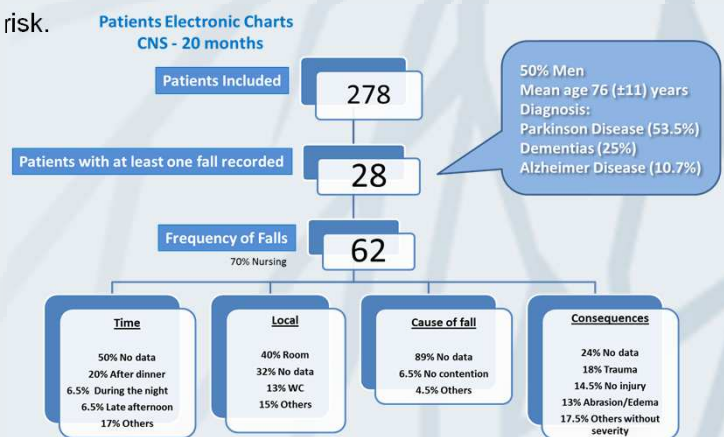 risk.
Patients Electronic Charts
CNS - 20 months
Patients Included
278
50% Men
Mean age 76 (±11) years
Diagnosis:
Parkinson Disease (53.5%)
Dementias (25%)
Alzheimer Disease (10.7%)
Patients with at least one fall recorded
28
Frequency of Falls
62
70% Nursing
Time
50% No data
20% After dinner
6.5% During the night
6.5% Late afternoon
17% Others
Local
40% Room
32% No data
13% WC
15% Others
Cause of fall
89% No data
6.5% No contention
4.5% Others
Consequences
24% No data
18% Trauma
14.5% No injury
13% Abrasion/Edema
17.5% Others without
severity